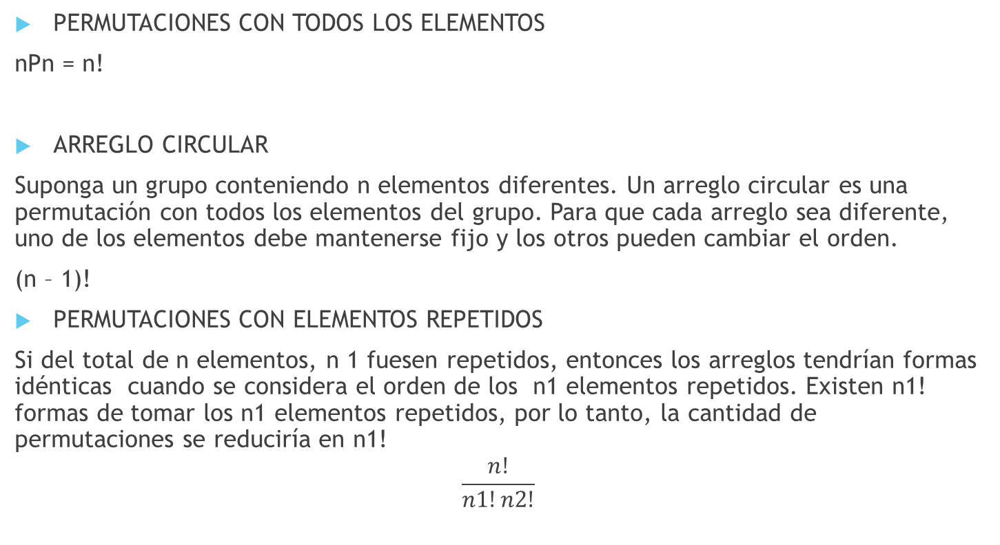 PERMUTACIONES CON TODOS LOS ELEMENTOS
nPn = n!
ARREGLO CIRCULAR
Suponga un grupo conteniendo n elementos diferentes. Un arreglo circular es una
permutación con todos los elementos del grupo. Para que cada arreglo sea diferente,
uno de los elementos debe mantenerse fijo y los otros pueden cambiar el orden.
(n – 1)!
PERMUTACIONES CON ELEMENTOS REPETIDOS
Si del total de n elementos, n 1 fuesen repetidos, entonces los arreglos tendrían formas
idénticas  cuando se considera el orden de los  n1 elementos repetidos. Existen n1!
formas de tomar los n1 elementos repetidos, por lo tanto, la cantidad de
permutaciones se reduciría en n1!
n!
n1! n2!